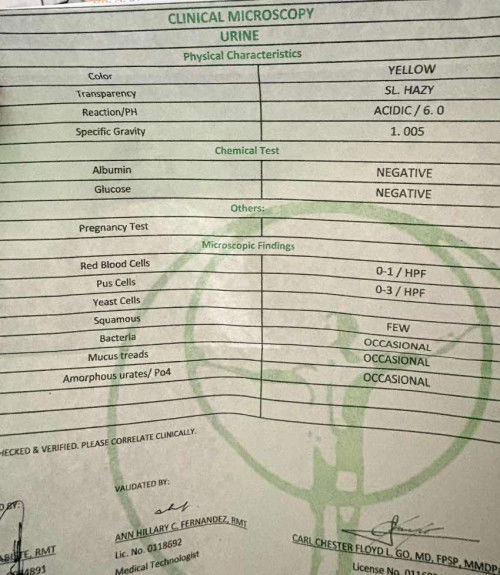 CLINICAL MICROSCOPY
URINE
Physical Characteristics
Color YELLOW
Transparency SL. HAZY
Reaction/PH ACIDIC / 6. 0
Specific Gravity 1. 005
Chemical Test
Albumin NEGATIVE
Glucose NEGATIVE
Others:
Pregnancy Test
Microscopic Findings
Red Blood Cells 0-1 / HPF
Pus Cells 0-3 / HPF
Yeast Cells
Squamous FEW
Bacteria OCCASIONAL
Mucus treads OCCASIONAL
Amorphous urates/ Po4 OCCASIONAL
HECKED & VERIFIED. PLEASE CORRELATE CLINICALLY.
VALIDATED BY:
ANN HILLARY C. FERNANDEZ, RMT
Lic. No. 0118692
Medical Technologist
RMT
4891
CARL CHESTER FLOYD L. GO, MD, FPSP, MMDPA
License No.